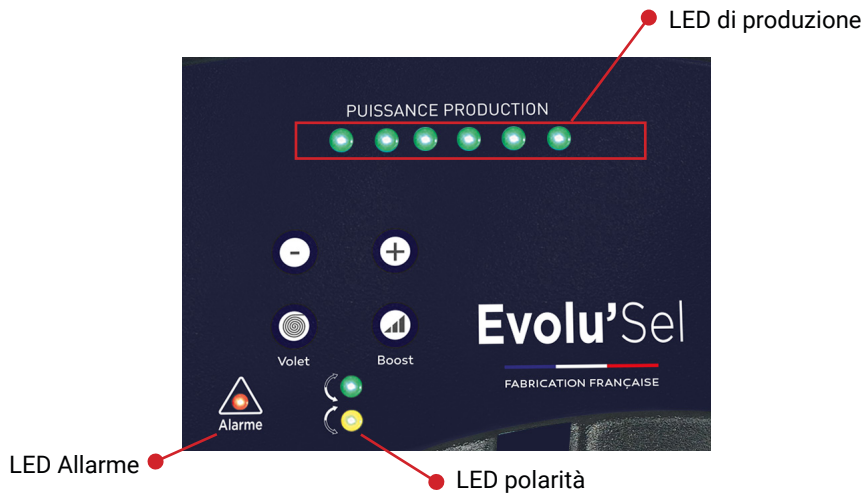 LED di produzione
PUISSANCE PRODUCTION
-
+
Volet
Boost
Evolu'Sel
FABRICATION FRANÇAISE
Alarme
LED Allarme
LED polarità